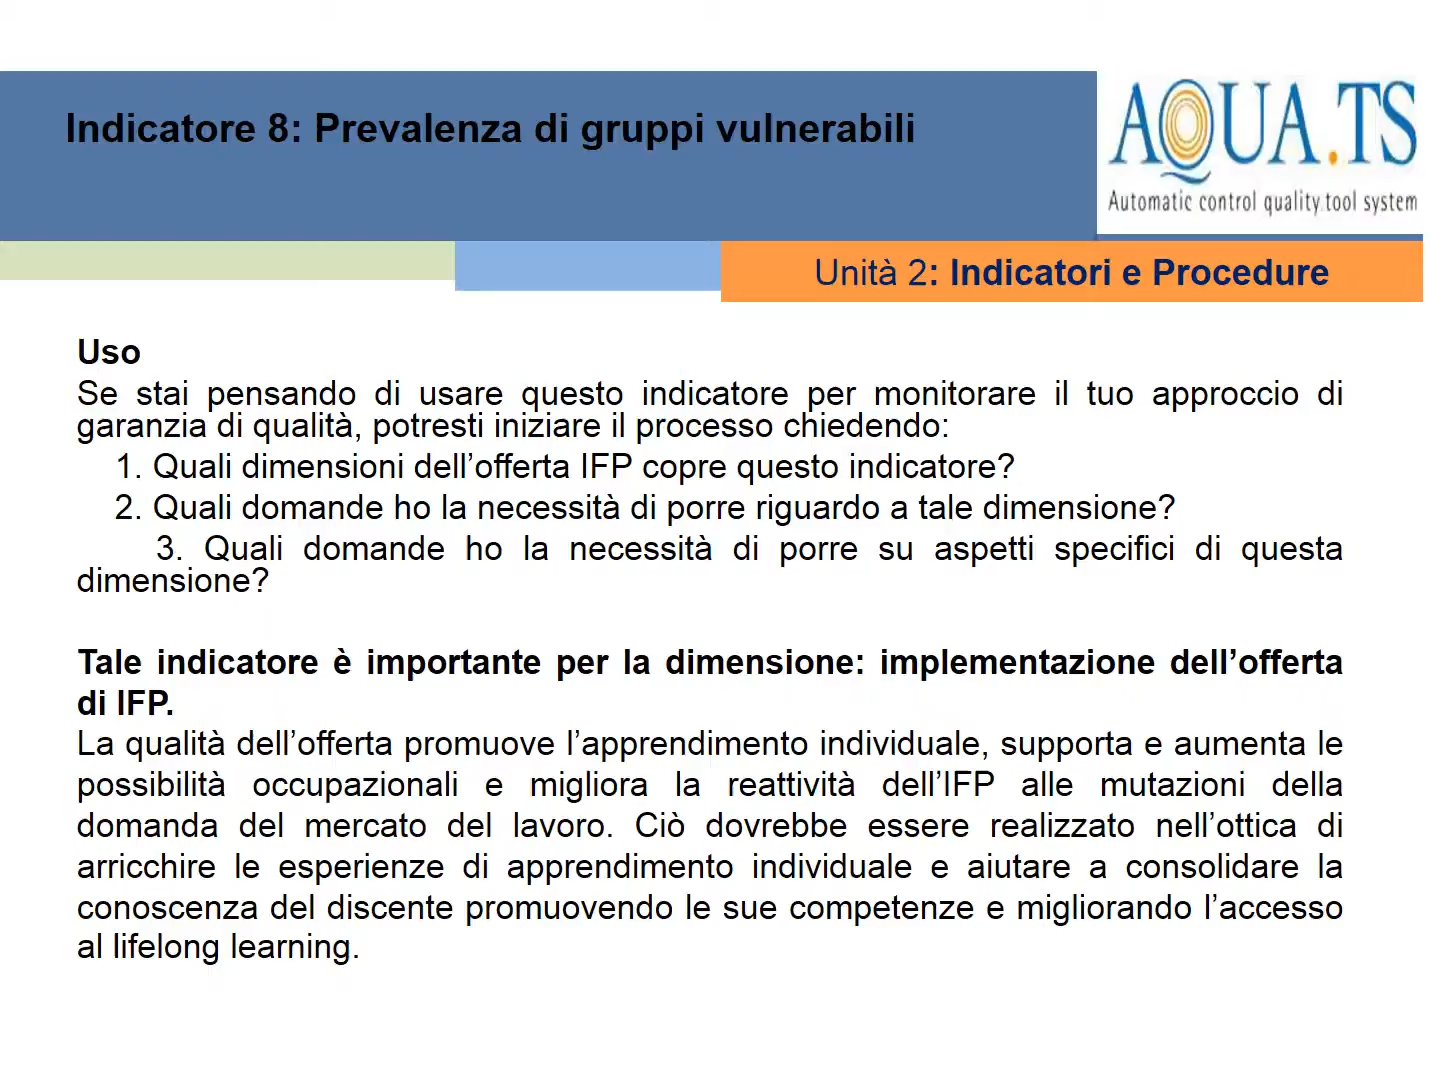 Indicatore 8: Prevalenza di gruppi vulnerabili
AQUA.TS
Automatic control quality tool system
Unità 2: Indicatori e Procedure
Uso
Se stai pensando di usare questo indicatore per monitorare il tuo approccio di
garanzia di qualità, potresti iniziare il processo chiedendo:
1. Quali dimensioni dell’offerta IFP copre questo indicatore?
2. Quali domande ho la necessità di porre riguardo a tale dimensione?
3. Quali domande ho la necessità di porre su aspetti specifici di questa
dimensione?
Tale indicatore è importante per la dimensione: implementazione dell’offerta
di IFP.
La qualità dell’offerta promuove l’apprendimento individuale, supporta e aumenta le
possibilità occupazionali e migliora la reattività dell’IFP alle mutazioni della
domanda del mercato del lavoro. Ciò dovrebbe essere realizzato nell’ottica di
arricchire le esperienze di apprendimento individuale e aiutare a consolidare la
conoscenza del discente promuovendo le sue competenze e migliorando l’accesso
al lifelong learning.